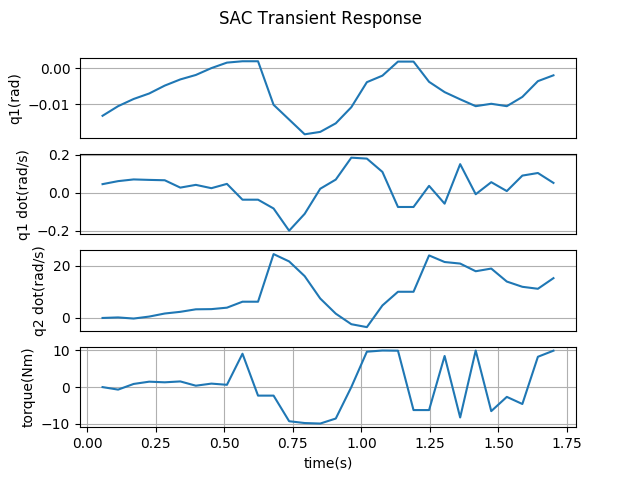 SAC Transient Response
q1(rad)
0.00
−0.01
q1 dot(rad/s)
0.2
0.0
−0.2
q2 dot(rad/s)
20
0
torque(Nm)
10
0
−10
0.00 0.25 0.50 0.75 1.00 1.25 1.50 1.75
time(s)